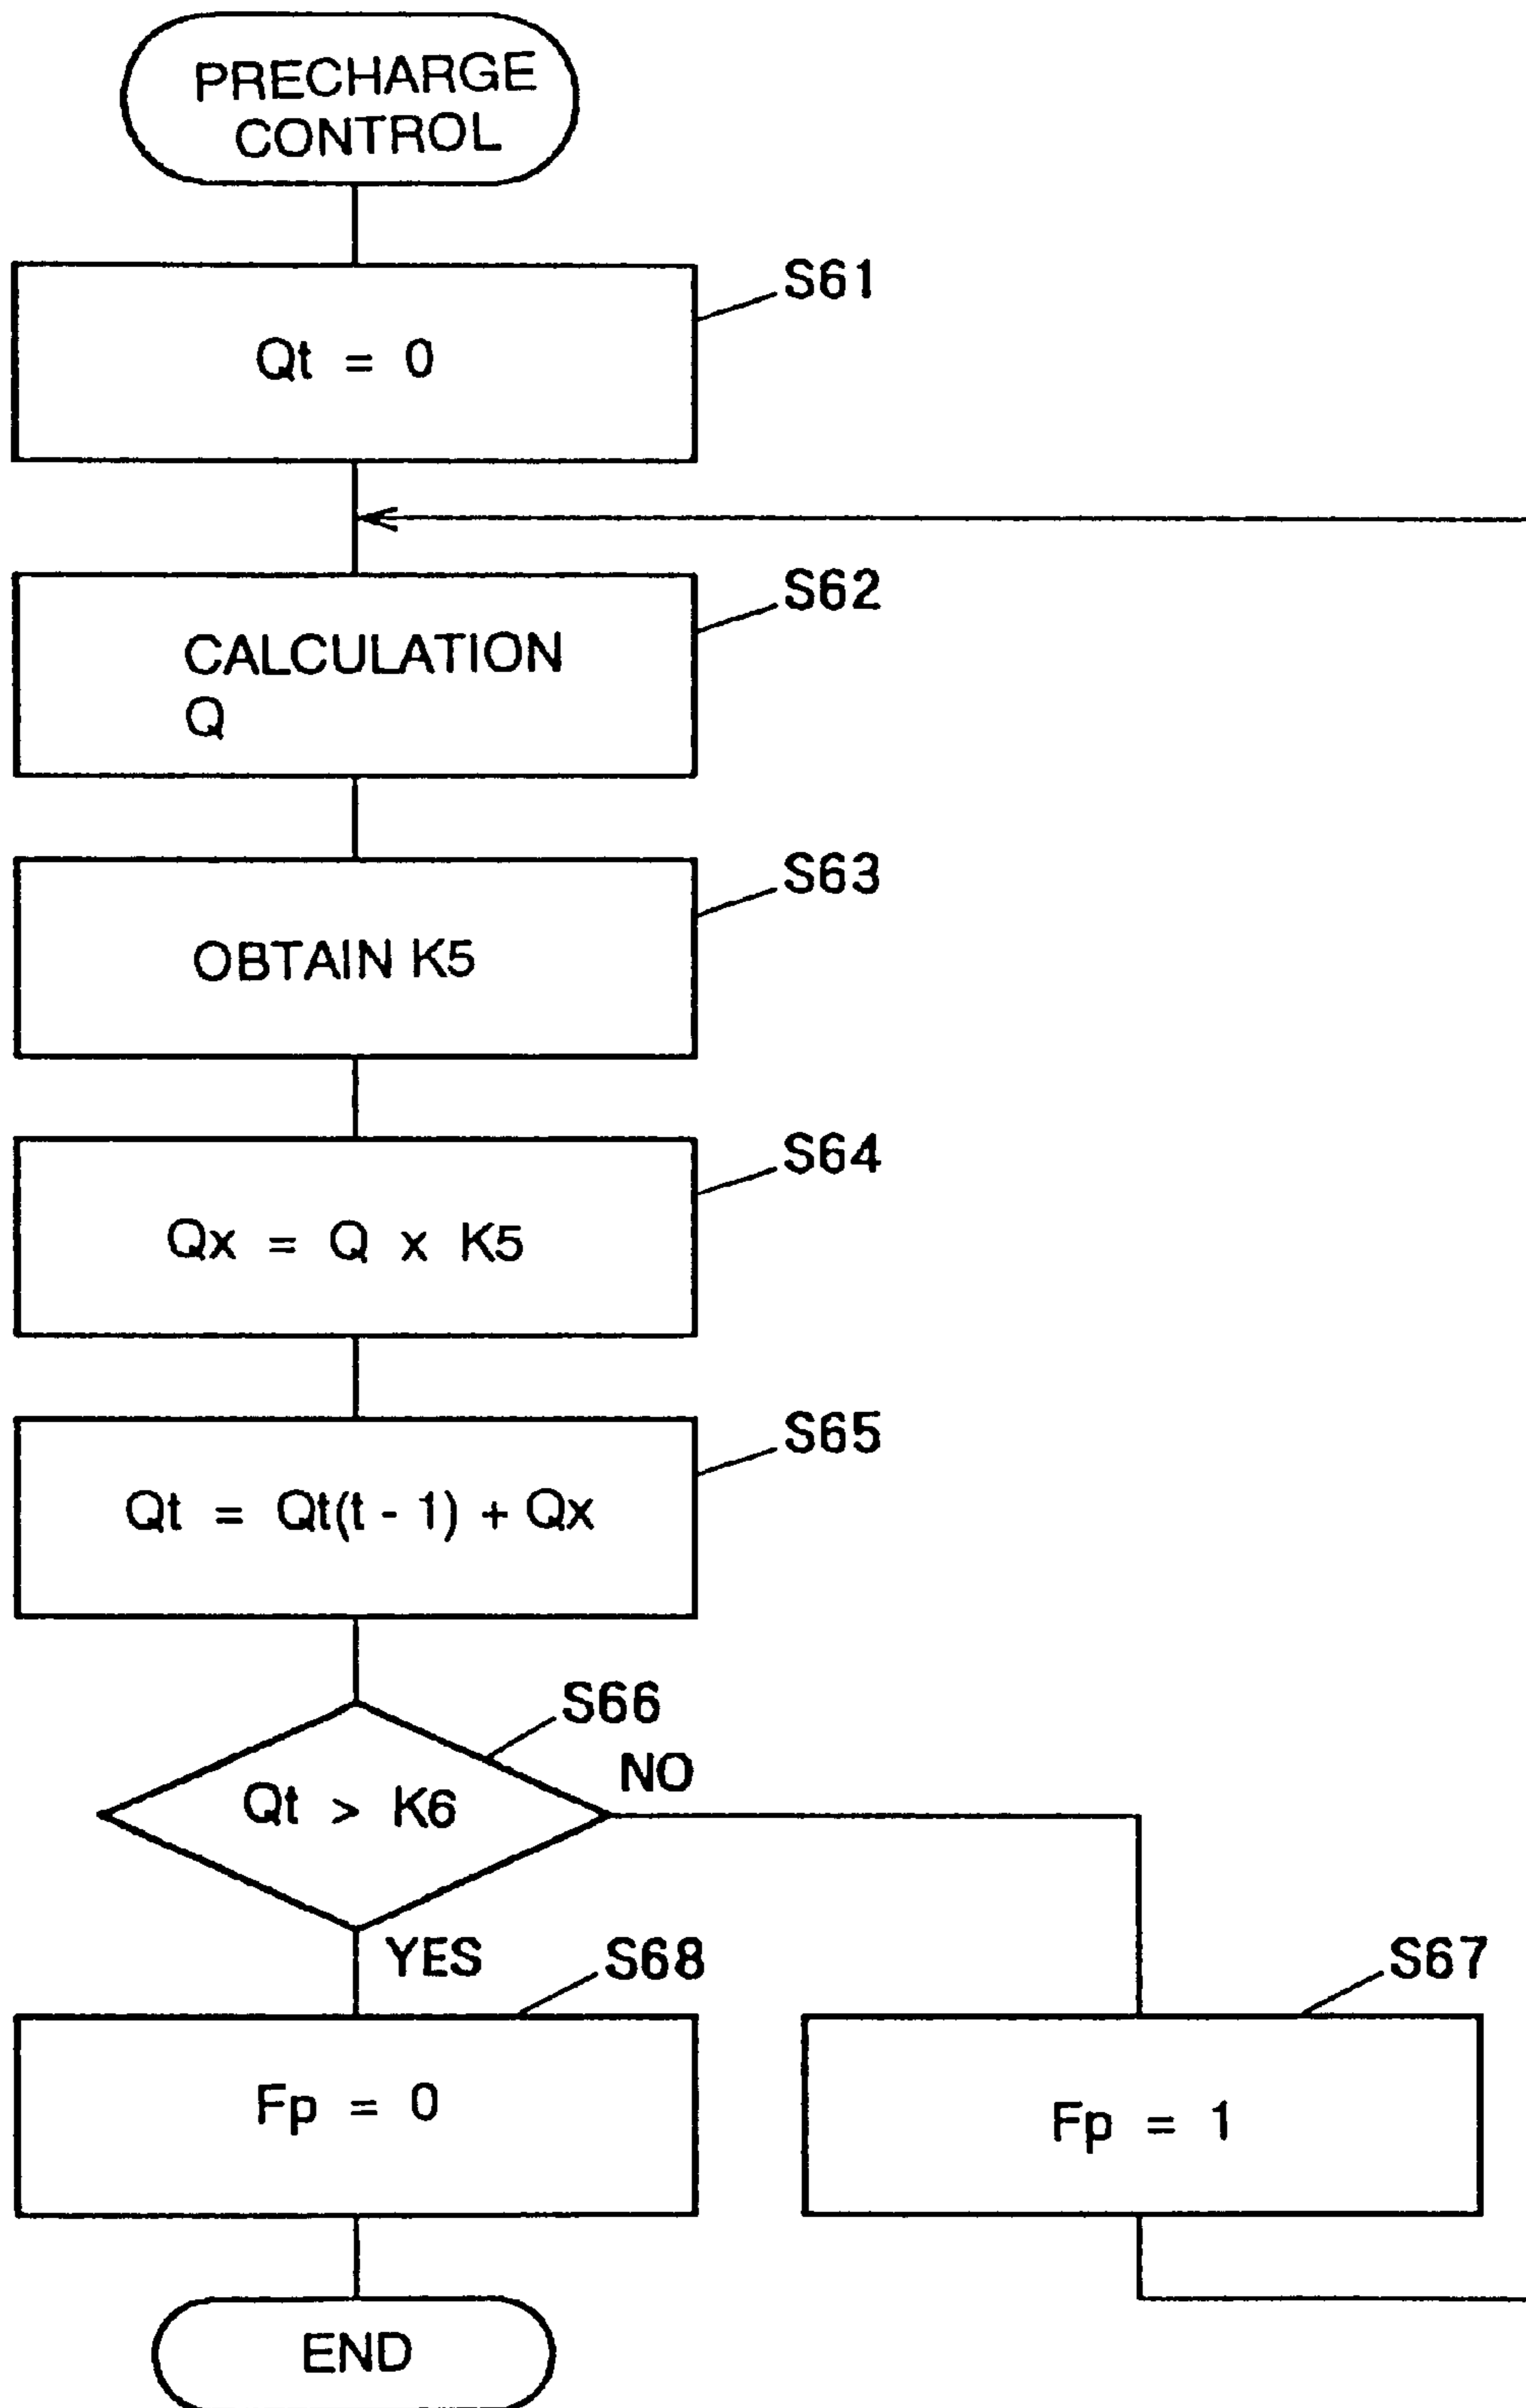 PRECHARGE
CONTROL
S61
Qt = 0
S62
CALCULATION
Q
S63
OBTAIN K5
S64
Qx = Q x K5
S65
Qt = Qt(t - 1) + Qx
S66
NO
Qt > K6
YES
S68
S67
Fp = 0
Fp = 1
END